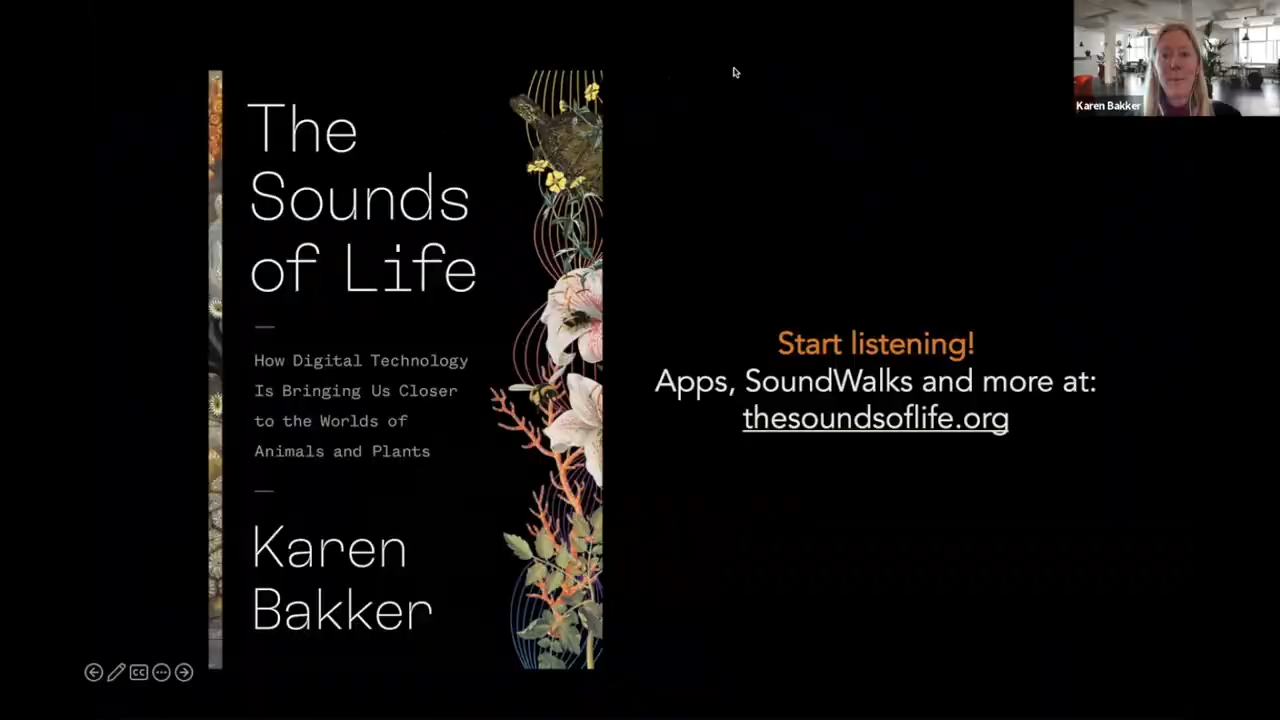 The
Sounds
of Life
How Digital Technology
Is Bringing Us Closer
to the Worlds of
Animals and Plants
Karen
Bakker
Start listening!
Apps, SoundWalks and more at:
thesoundsoflife.org
Karen Bakker
CC